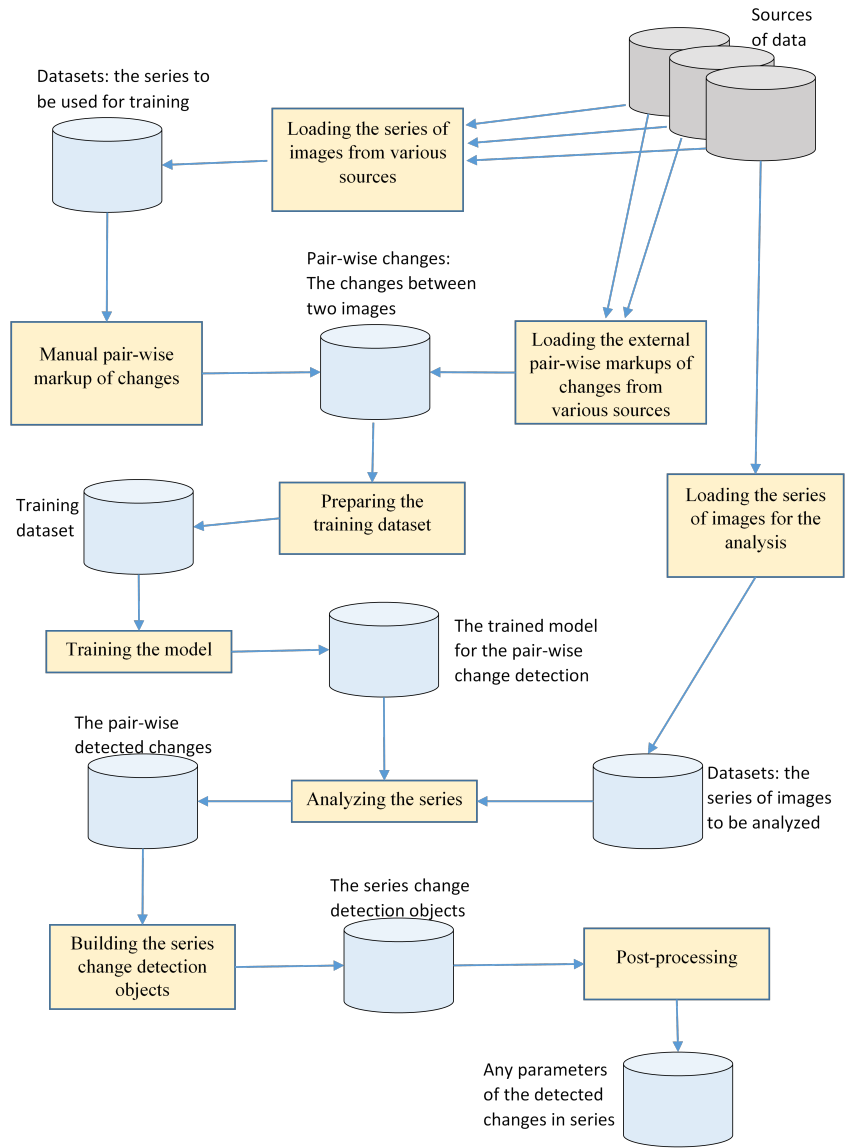 Sources
of data
Datasets: the series to
be used for training
Loading the series of
images from various
sources
Pair-wise changes:
The changes between
two images
Manual pair-wise
markup of changes
Loading the external
pair-wise markups of
changes from
various sources
Training
dataset
Preparing the
training dataset
Loading the series
of images for the
analysis
Training the model
The trained model
for the pair-wise
change detection
The pair-wise
detected changes
Analyzing the series
Datasets: the
series of images
to be analyzed
The series change
detection objects
Building the series
change detection
objects
Post-processing
Any parameters
of the detected
changes in series